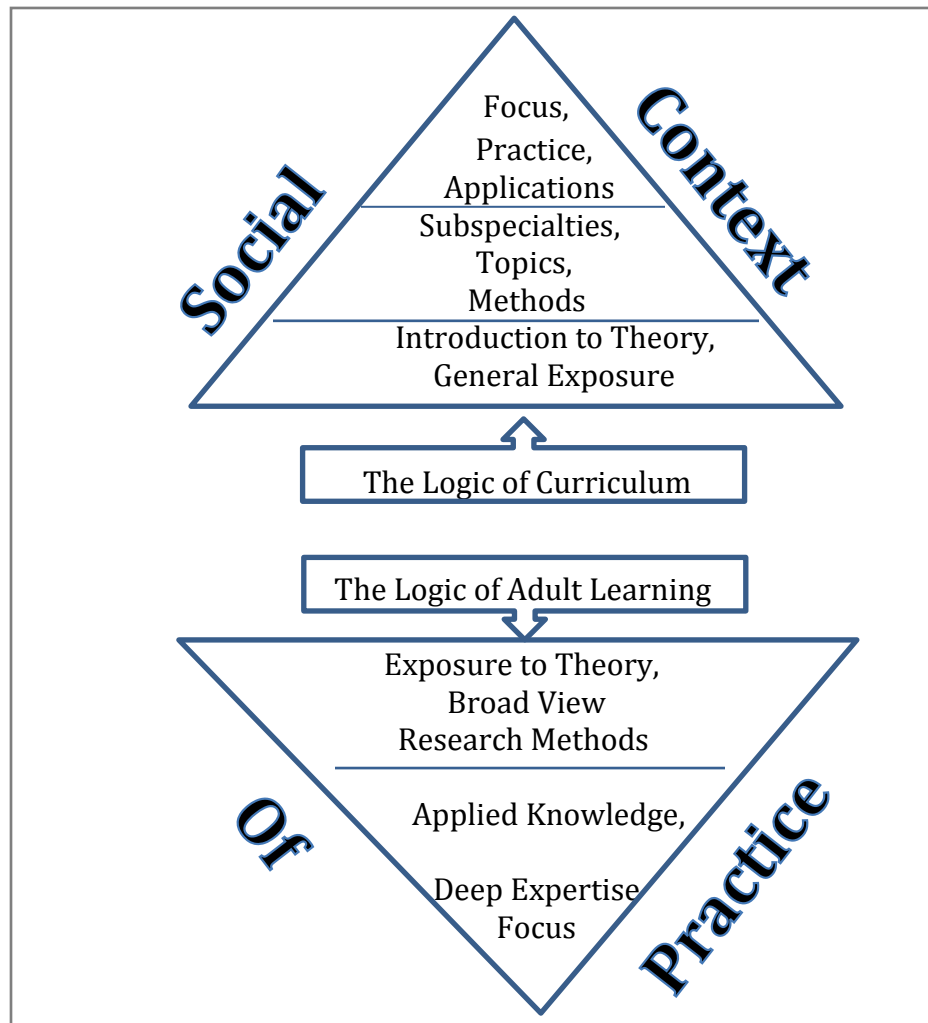 Social
Context
Focus,
Practice,
Applications
Subspecialties,
Topics,
Methods
Introduction to Theory,
General Exposure
The Logic of Curriculum
The Logic of Adult Learning
Exposure to Theory,
Broad View
Research Methods
Applied Knowledge,
Deep Expertise
Focus
Of
Practice